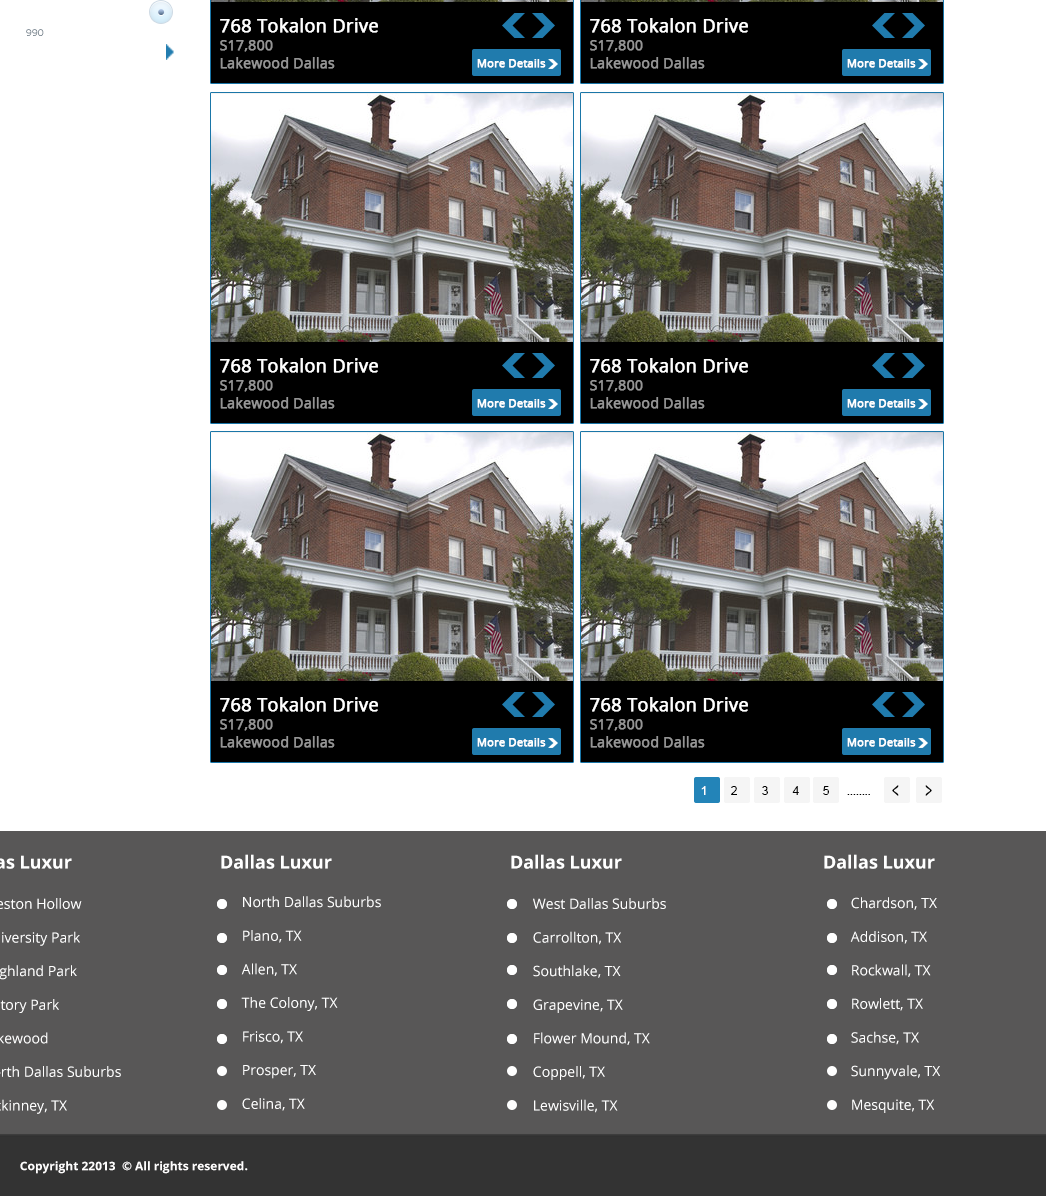 990
768 Tokalon Drive
S17,800
Lakewood Dallas
More Details
768 Tokalon Drive
S17,800
Lakewood Dallas
More Details
768 Tokalon Drive
S17,800
Lakewood Dallas
More Details
768 Tokalon Drive
S17,800
Lakewood Dallas
More Details
768 Tokalon Drive
S17,800
Lakewood Dallas
More Details
768 Tokalon Drive
S17,800
Lakewood Dallas
More Details
1 2 3 4 5 ........ < >
as Luxur
eston Hollow
iversity Park
ghland Park
tory Park
kewood
rth Dallas Suburbs
kinney, TX
Dallas Luxur
North Dallas Suburbs
Plano, TX
Allen, TX
The Colony, TX
Frisco, TX
Prosper, TX
Celina, TX
Dallas Luxur
West Dallas Suburbs
Carrollton, TX
Southlake, TX
Grapevine, TX
Flower Mound, TX
Coppell, TX
Lewisville, TX
Dallas Luxur
Chardson, TX
Addison, TX
Rockwall, TX
Rowlett, TX
Sachse, TX
Sunnyvale, TX
Mesquite, TX
Copyright 22013 © All rights reserved.